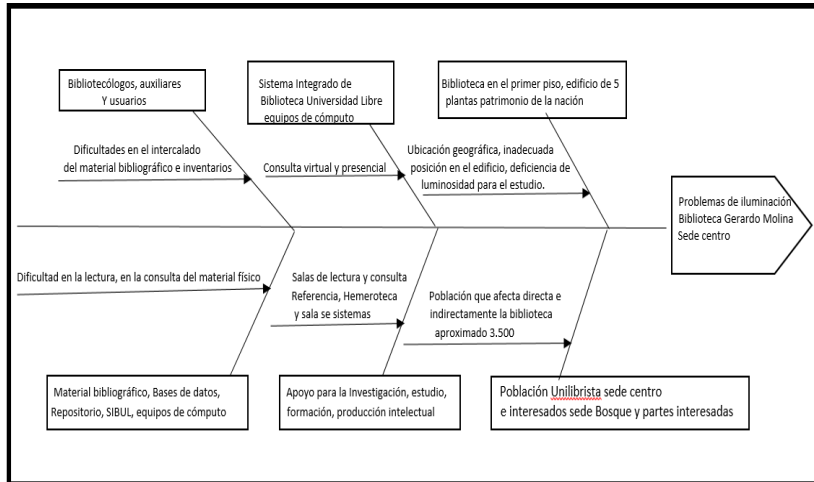 Bibliotecólogos, auxiliares
Y usuarios
Sistema Integrado de
Biblioteca Universidad Libre
equipos de cómputo
Biblioteca en el primer piso, edificio de 5
plantas patrimonio de la nación
Dificultades en el intercalado
del material bibliográfico e inventarios
Consulta virtual y presencial
Ubicación geográfica, inadecuada
posición en el edificio, deficiencia de
luminosidad para el estudio.
Problemas de iluminación
Biblioteca Gerardo Molina
Sede centro
Dificultad en la lectura, en la consulta del material físico
Salas de lectura y consulta
Referencia, Hemeroteca
y sala se sistemas
Población que afecta directa e
indirectamente la biblioteca
aproximado 3.500
Material bibliográfico, Bases de datos,
Repositorio, SIBUL, equipos de cómputo
Apoyo para la Investigación, estudio,
formación, producción intelectual
Población Unilibrista sede centro
e interesados sede Bosque y partes interesadas